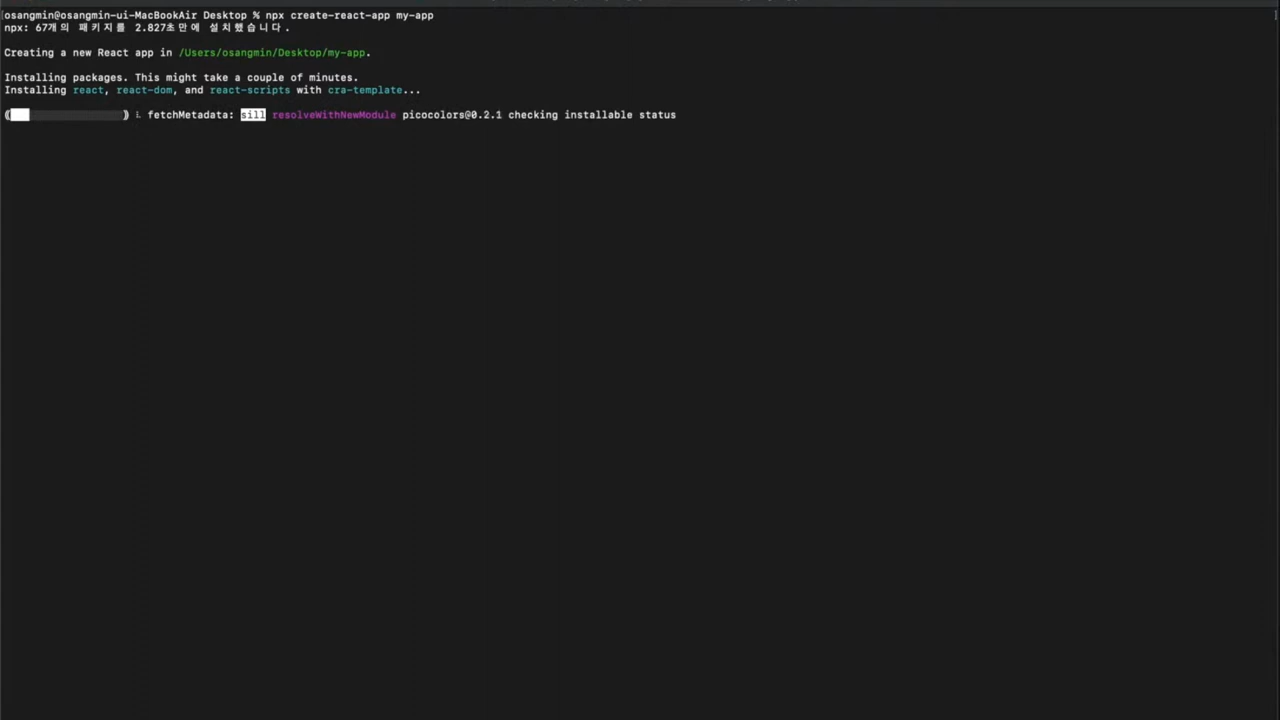 osangmin@osangmin-ui-MacBookAir Desktop % npx create-react-app my-app
npx: 67개의 패키지를 2.827초만에 설치했습니다.
Creating a new React app in /Users/osangmin/Desktop/my-app.
Installing packages. This might take a couple of minutes.
Installing react, react-dom, and react-scripts with cra-template...
fetchMetadata: sill resolveWithNewModule picocolors@0.2.1 checking installable status